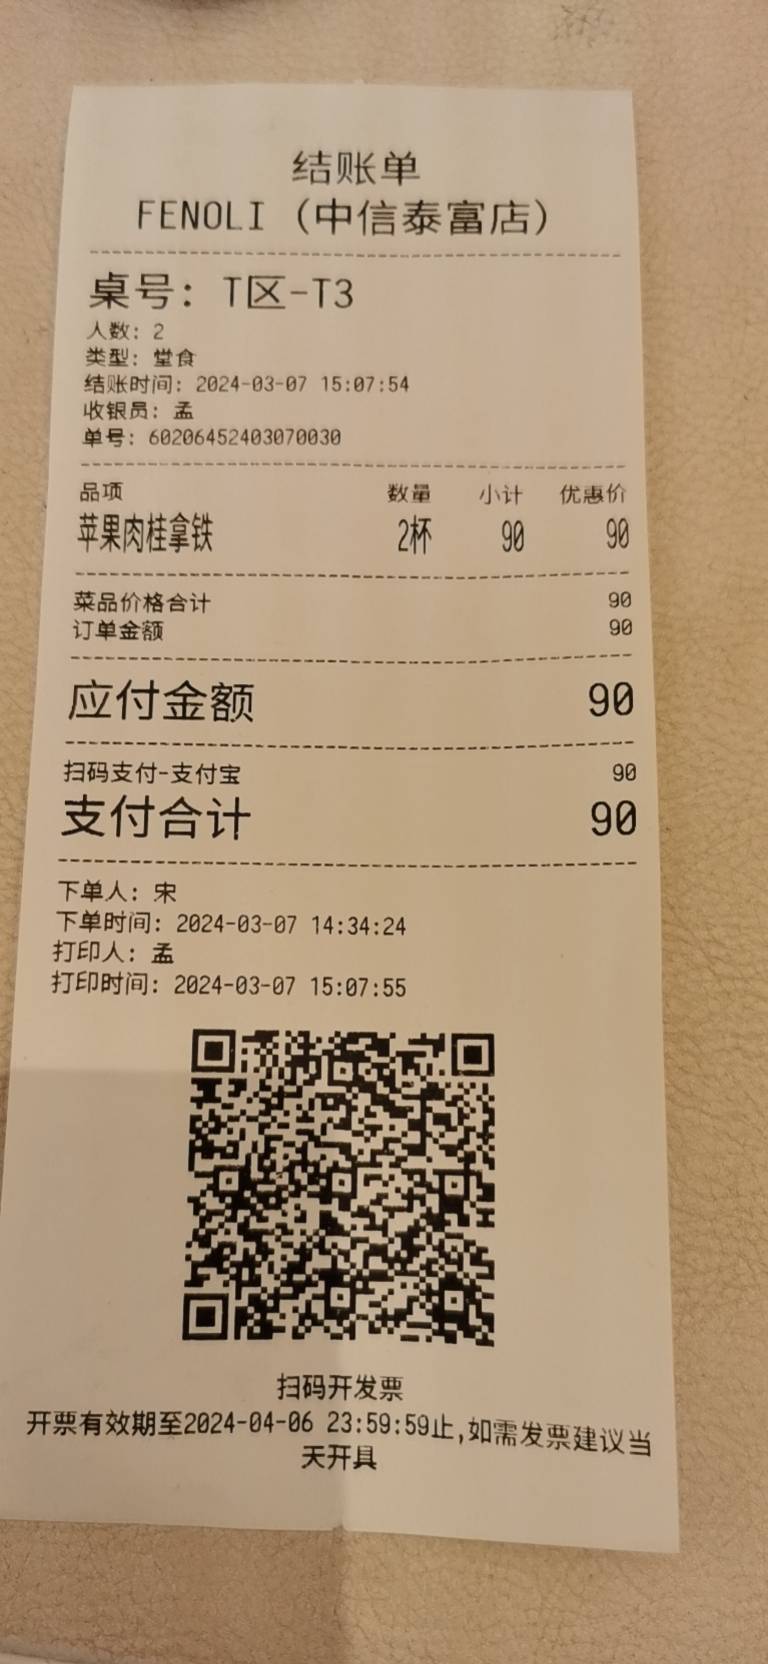 结账单
FENOLI (中信泰富店)
桌号: T区-T3
人数: 2
类型: 堂食
结账时间: 2024-03-07 15:07:54
收银员: 孟
单号: 60206452403070030
品项 数量 小计 优惠价
苹果肉桂拿铁 2杯 90 90
菜品价格合计 90
订单金额 90
应付金额 90
扫码支付-支付宝 90
支付合计 90
下单人: 宋
下单时间: 2024-03-07 14:34:24
打印人: 孟
打印时间: 2024-03-07 15:07:55
扫码开发票
开票有效期至2024-04-06 23:59:59止,如需发票建议当
天开具